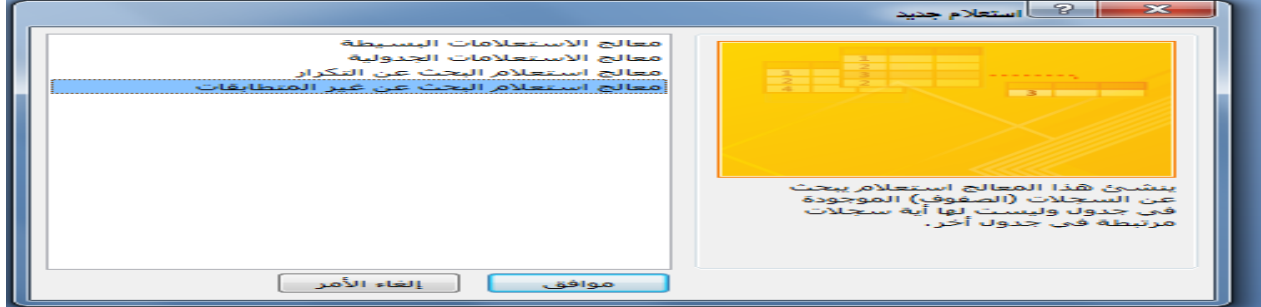 استعلام جديد
معالج الاستعلامات البسيطة
معالج الاستعلامات الجدولية
معالج استعلام البحث عن التكرار
معالج استعلام البحث عن غير المتطابقات
ينشئ هذا المعالج استعلام يبحث
عن السجلات (الصفوف) الموجودة
في جدول وليست لها أية سجلات
مرتبطة في جدول آخر.
موافق
إلغاء الأمر